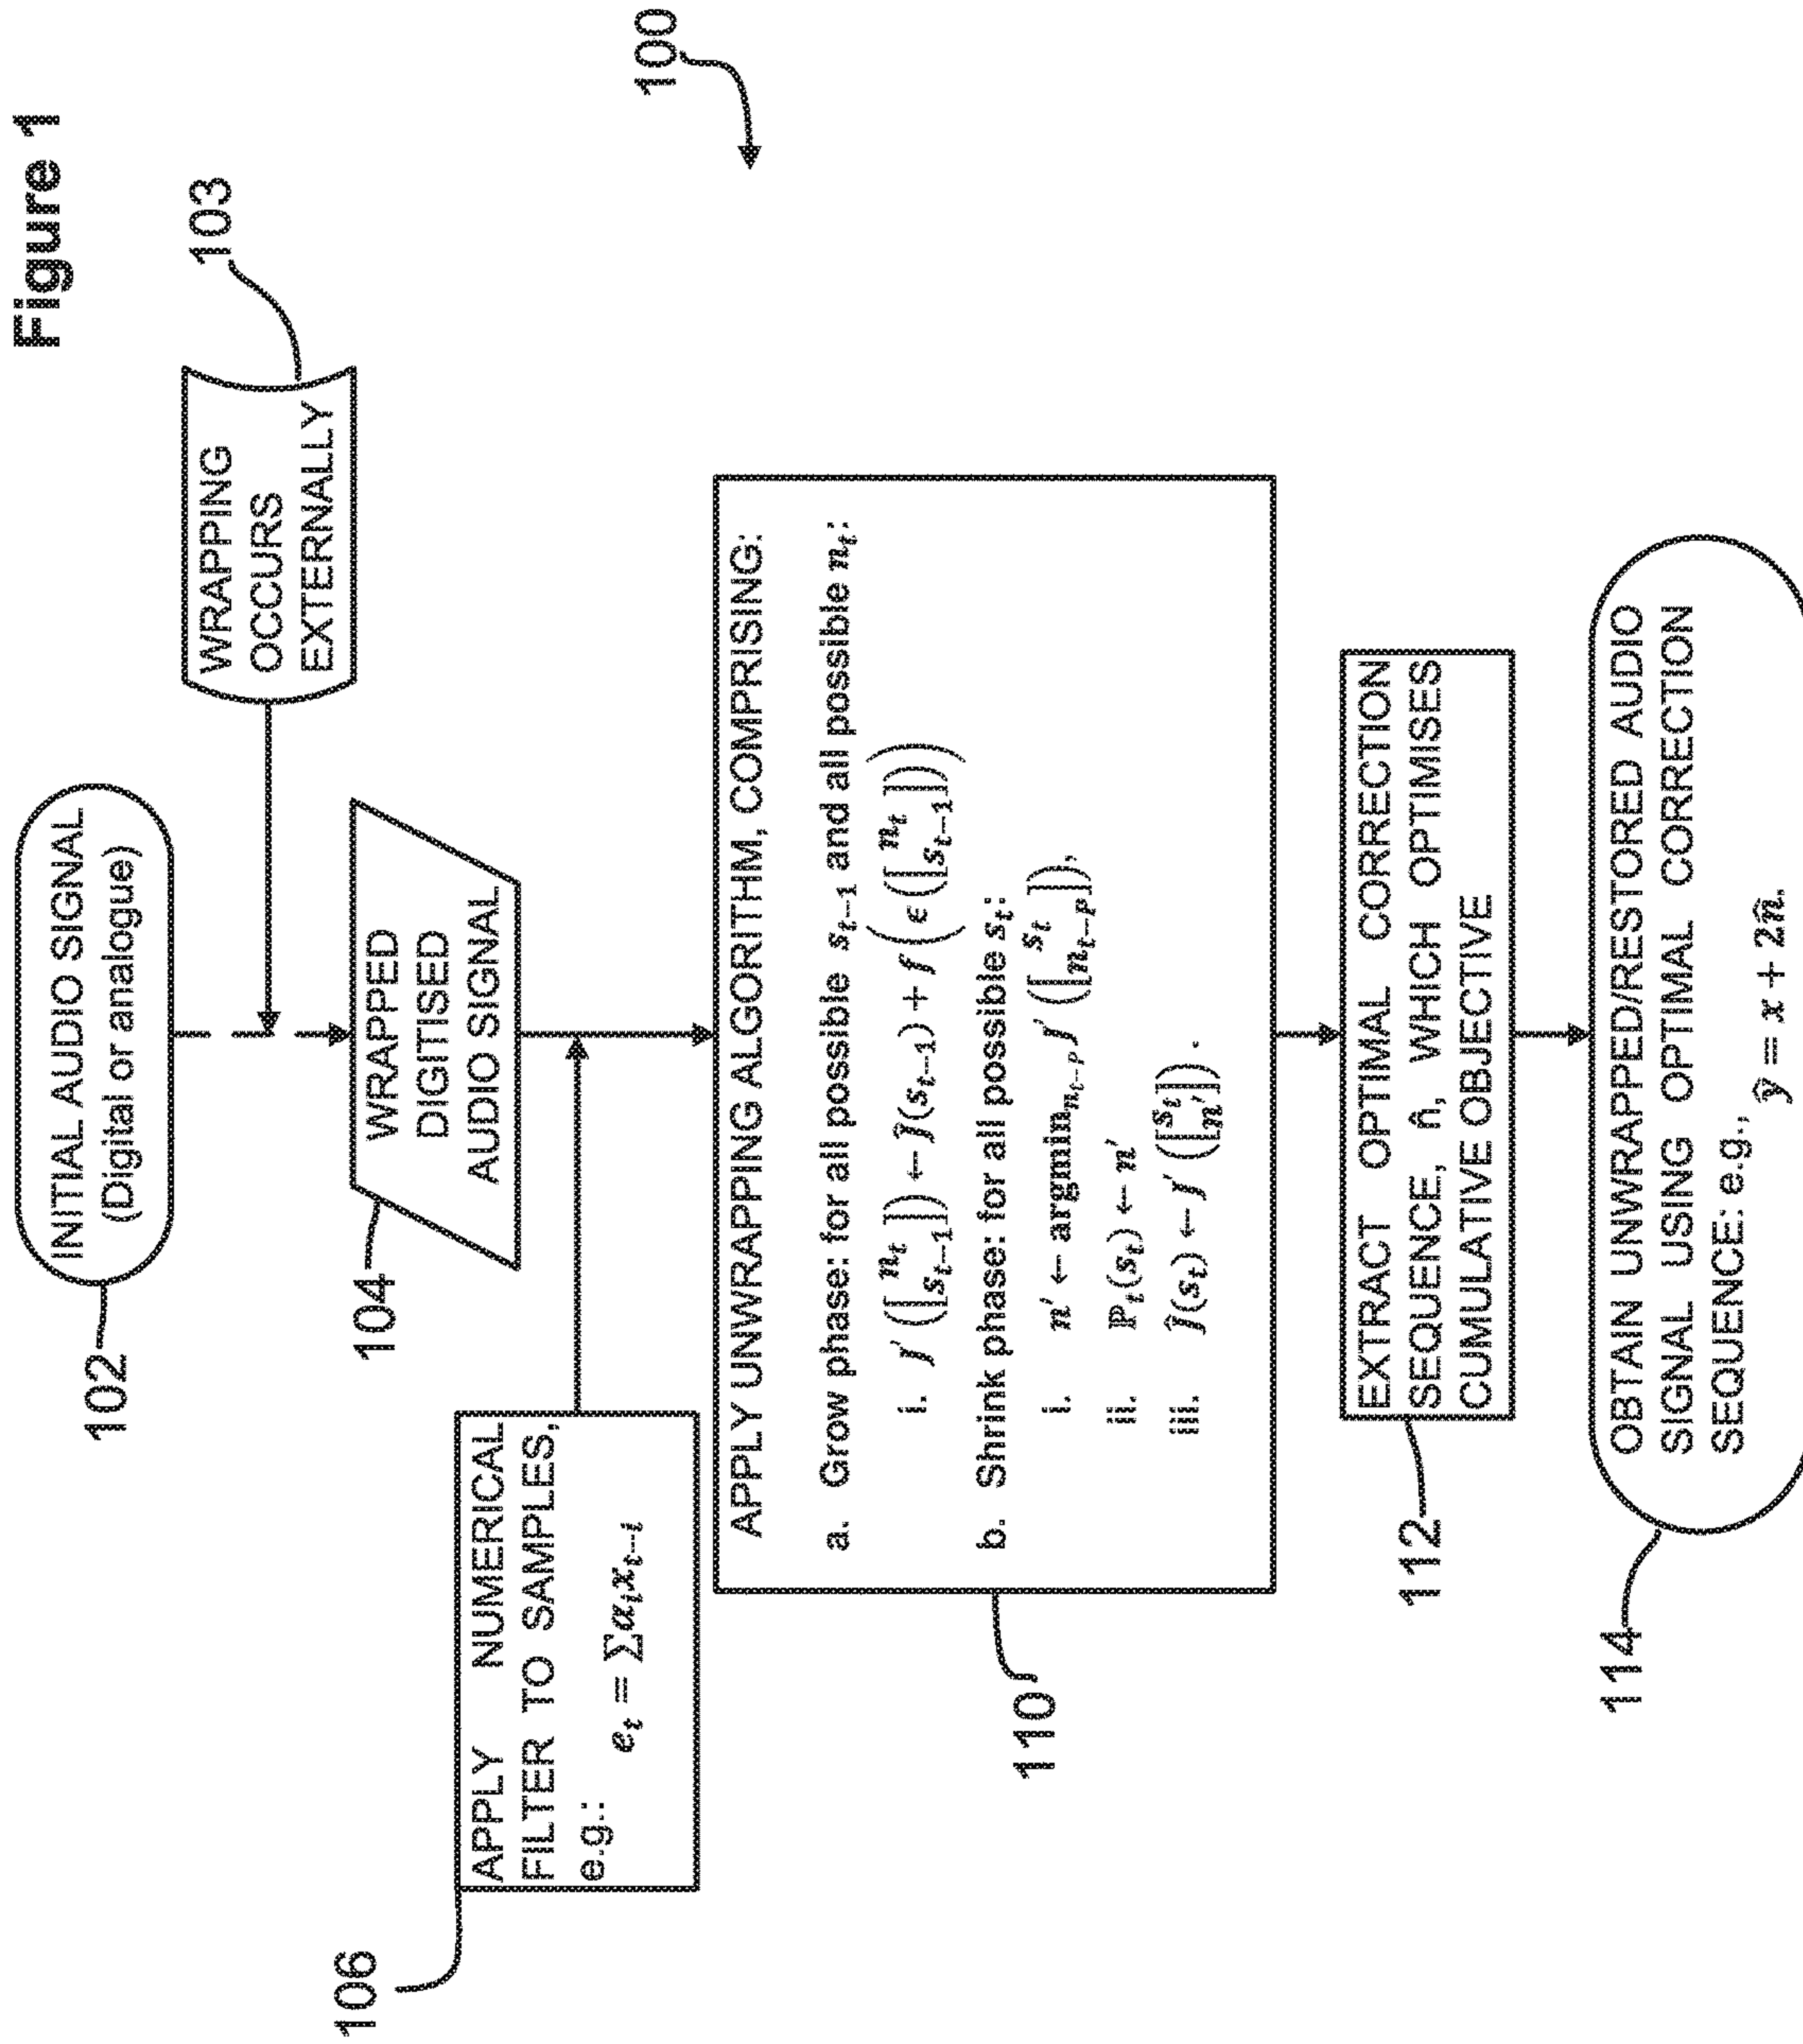 Figure 1
INITIAL AUDIO SIGNAL
(Digital or analogue)
102
WRAPPING
OCCURS
EXTERNALLY
103
WRAPPED
DIGITISED
AUDIO SIGNAL
104
APPLY NUMERICAL
FILTER TO SAMPLES,
e.g.:
e_t = ∑α_i x_{t−i}
106
100
APPLY UNWRAPPING ALGORITHM, COMPRISING:
a. Grow phase: for all possible s_{t−1} and all possible n_t:
i. J′([n_t s_{t−1}]) ← Ĵ(s_{t−1}) + f(ϵ([n_t s_{t−1}]))
b. Shrink phase: for all possible s_t:
i. n′ ← argmin_{n_{t−p}} J′([s_t n_{t−p}]),
ii. ℙ_t(s_t) ← n′
iii. Ĵ(s_t) ← J′([s_t n′]).
110
EXTRACT OPTIMAL CORRECTION
SEQUENCE, n̂, WHICH OPTIMISES
CUMULATIVE OBJECTIVE
112
OBTAIN UNWRAPPED/RESTORED AUDIO
SIGNAL USING OPTIMAL CORRECTION
SEQUENCE: e.g.,
ŷ = x + 2n̂.
114